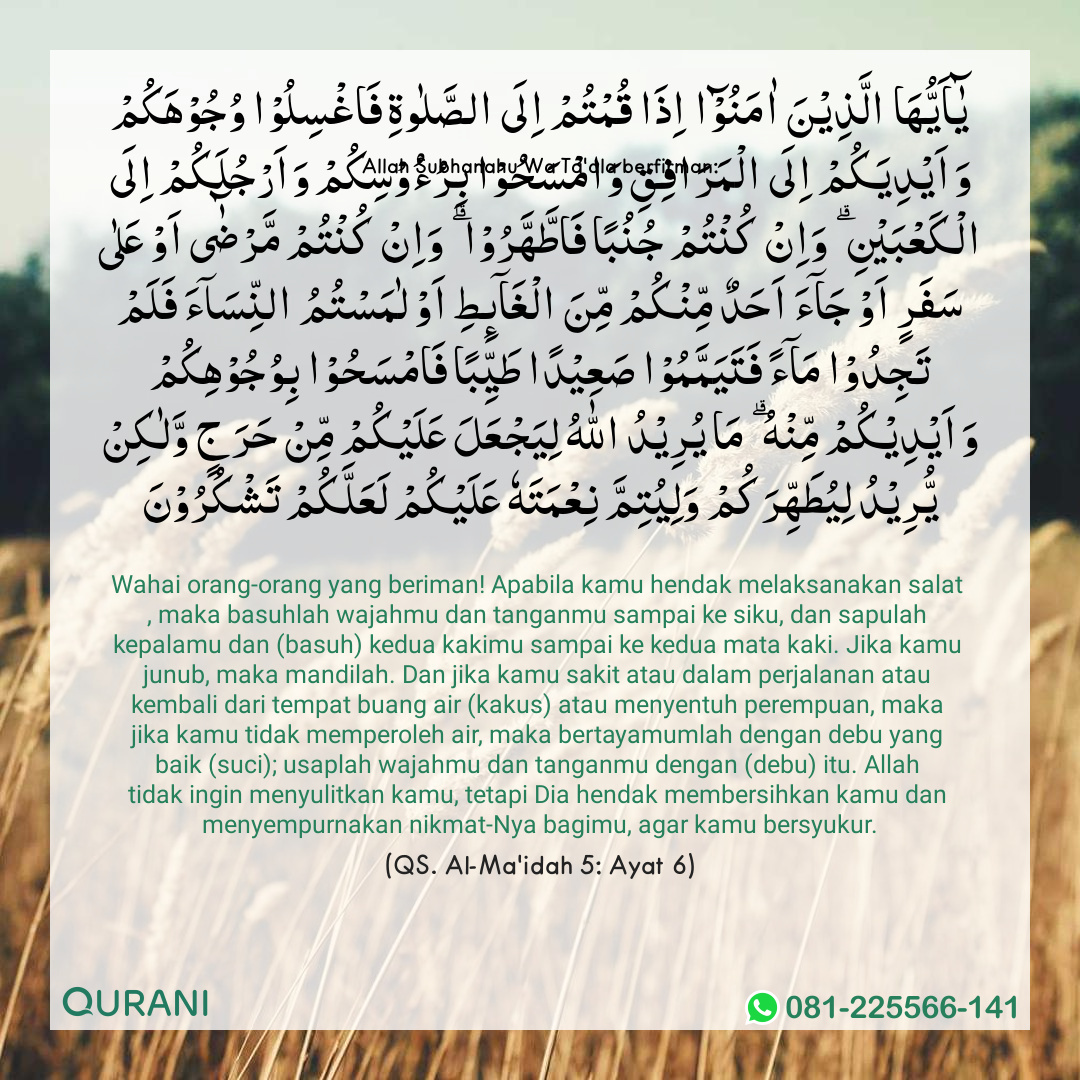 يٰٓاَيُّهَا الَّذِيْنَ اٰمَنُوْٓا اِذَا قُمْتُمْ اِلَى الصَّلٰوةِ فَاغْسِلُوْا وُجُوْهَكُمْ
Allah Subhanahu Wa Ta'ala berfirman:
وَاَيْدِيَكُمْ اِلَى الْمَرَافِقِ وَامْسَحُوْا بِرُءُوْسِكُمْ وَاَرْجُلَكُمْ اِلَى
الْكَعْبَيْنِ ۗ وَاِنْ كُنْتُمْ جُنُبًا فَاطَّهَّرُوْا ۗ وَاِنْ كُنْتُمْ مَّرْضٰٓى اَوْ عَلٰى
سَفَرٍ اَوْ جَآءَ اَحَدٌ مِّنْكُمْ مِّنَ الْغَآئِطِ اَوْ لٰمَسْتُمُ النِّسَآءَ فَلَمْ
تَجِدُوْا مَآءً فَتَيَمَّمُوْا صَعِيْدًا طَيِّبًا فَامْسَحُوْا بِوُجُوْهِكُمْ
وَاَيْدِيْكُمْ مِّنْهُ ۗ مَا يُرِيْدُ اللّٰهُ لِيَجْعَلَ عَلَيْكُمْ مِّنْ حَرَجٍ وَّلٰكِنْ
يُّرِيْدُ لِيُطَهِّرَكُمْ وَلِيُتِمَّ نِعْمَتَهٗ عَلَيْكُمْ لَعَلَّكُمْ تَشْكُرُوْنَ
Wahai orang-orang yang beriman! Apabila kamu hendak melaksanakan salat
, maka basuhlah wajahmu dan tanganmu sampai ke siku, dan sapulah
kepalamu dan (basuh) kedua kakimu sampai ke kedua mata kaki. Jika kamu
junub, maka mandilah. Dan jika kamu sakit atau dalam perjalanan atau
kembali dari tempat buang air (kakus) atau menyentuh perempuan, maka
jika kamu tidak memperoleh air, maka bertayamumlah dengan debu yang
baik (suci); usaplah wajahmu dan tanganmu dengan (debu) itu. Allah
tidak ingin menyulitkan kamu, tetapi Dia hendak membersihkan kamu dan
menyempurnakan nikmat-Nya bagimu, agar kamu bersyukur.
(QS. Al-Ma'idah 5: Ayat 6)
QURANI
081-225566-141